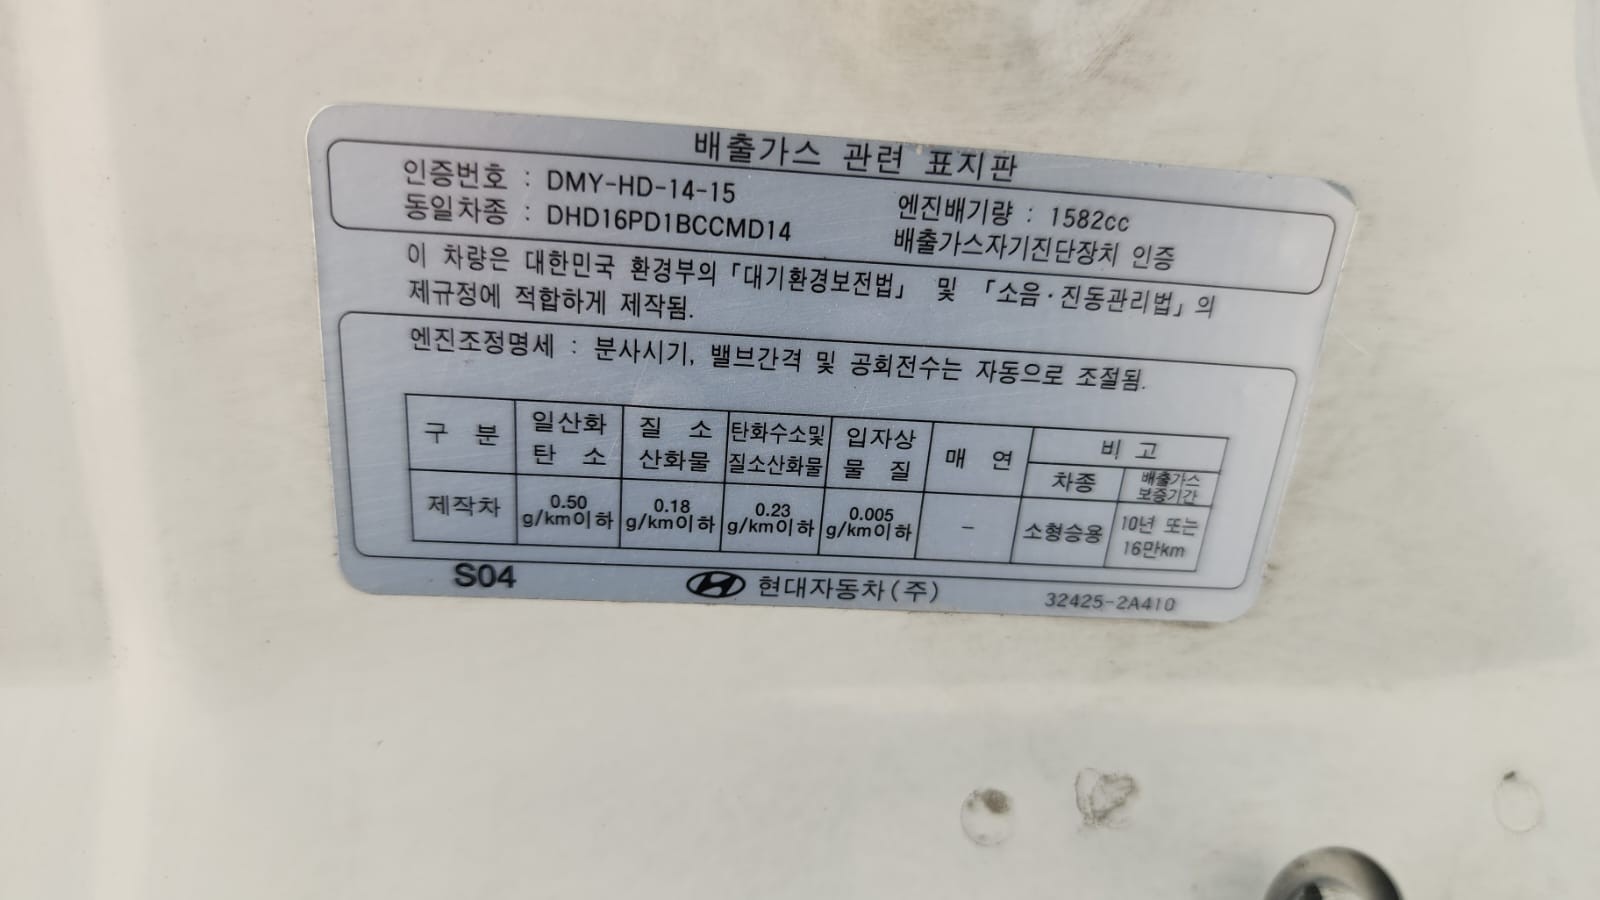 배출가스 관련 표지판
인증번호 : DMY-HD-14-15
동일차종 : DHD16PD1BCCMD14
엔진배기량 : 1582cc
배출가스자기진단장치 인증
이 차량은 대한민국 환경부의 「대기환경보전법」 및 「소음·진동관리법」의
제규정에 적합하게 제작됨.
엔진조정명세 : 분사시기, 밸브간격 및 공회전수는 자동으로 조절됨.
구 분 일산화 탄 소 질 소 산화물 탄화수소및 질소산화물 입자상 물 질 매 연 비 고
차종 배출가스 보증기간
제작차 0.50 g/km이하 0.18 g/km이하 0.23 g/km이하 0.005 g/km이하 - 소형승용 10년 또는 16만km
S04 현대자동차(주) 32425-2A410